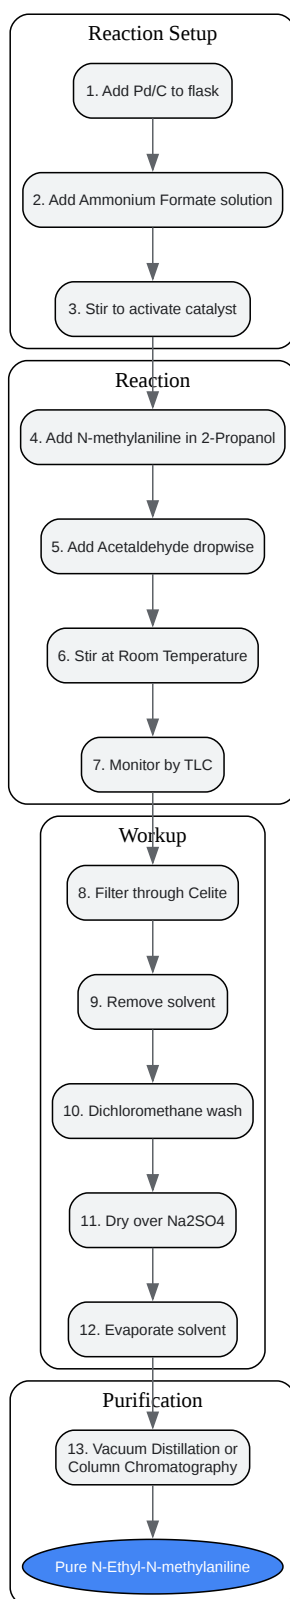 Reaction Setup
1. Add Pd/C to flask
2. Add Ammonium Formate solution
3. Stir to activate catalyst
Reaction
4. Add N-methylaniline in 2-Propanol
5. Add Acetaldehyde dropwise
6. Stir at Room Temperature
7. Monitor by TLC
Workup
8. Filter through Celite
9. Remove solvent
10. Dichloromethane wash
11. Dry over Na2SO4
12. Evaporate solvent
Purification
13. Vacuum Distillation or
Column Chromatography
Pure N-Ethyl-N-methylaniline